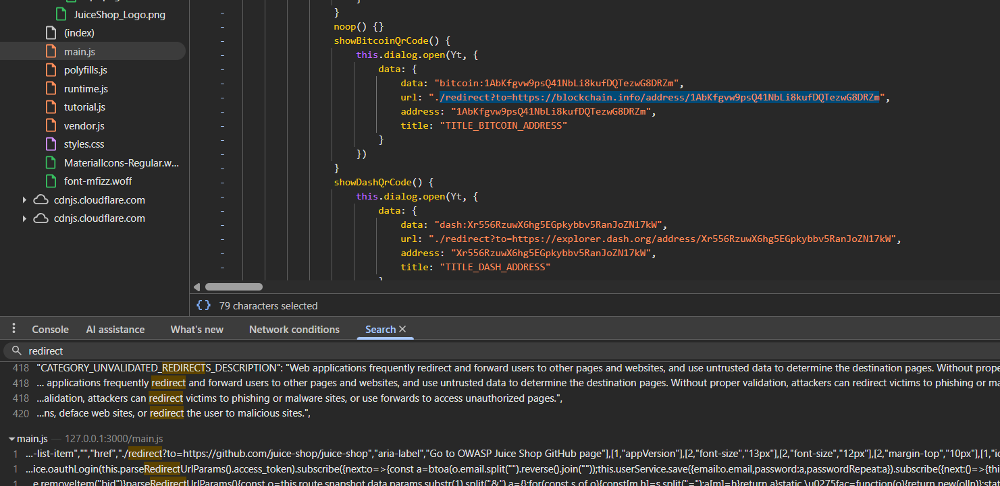 JuiceShop_Logo.png
(index)
main.js
polyfills.js
runtime.js
tutorial.js
vendor.js
styles.css
MaterialIcons-Regular.w...
font-mfizz.woff
cdnjs.cloudflare.com
cdnjs.cloudflare.com
}
noop() {}
showBitcoinQrCode() {
this.dialog.open(Yt, {
data: {
data: "bitcoin:1AbKfgvw9psQ41NbLi8kufDQTezwG8DRZm",
url: "./redirect?to=https://blockchain.info/address/1AbKfgvw9psQ41NbLi8kufDQTezwG8DRZm",
address: "1AbKfgvw9psQ41NbLi8kufDQTezwG8DRZm",
title: "TITLE_BITCOIN_ADDRESS"
}
})
}
showDashQrCode() {
this.dialog.open(Yt, {
data: {
data: "dash:Xr556RzuwX6hg5EGpkybbv5RanJoZN17kW",
url: "./redirect?to=https://explorer.dash.org/address/Xr556RzuwX6hg5EGpkybbv5RanJoZN17kW",
address: "Xr556RzuwX6hg5EGpkybbv5RanJoZN17kW",
title: "TITLE_DASH_ADDRESS"
{} 79 characters selected
Console AI assistance What's new Network conditions Search
redirect
418 "CATEGORY_UNVALIDATED_REDIRECTS_DESCRIPTION": "Web applications frequently redirect and forward users to other pages and websites, and use untrusted data to determine the destination pages. Without prope
418 ... applications frequently redirect and forward users to other pages and websites, and use untrusted data to determine the destination pages. Without proper validation, attackers can redirect victims to phishing or ma
418 ...alidation, attackers can redirect victims to phishing or malware sites, or use forwards to access unauthorized pages.",
420 ...ns, deface web sites, or redirect the user to malicious sites.",
main.js — 127.0.0.1:3000/main.js
1 ...-list-item","","href","./redirect?to=https://github.com/juice-shop/juice-shop","aria-label","Go to OWASP Juice Shop GitHub page"],[1,"appVersion"],[2,"font-size","13px"],[2,"font-size","12px"],[2,"margin-top","10px"],[1,"ic
1 ...ice.oauthLogin(this.parseRedirectUrlParams().access_token).subscribe({next:o=>{const a=btoa(o.email.split("").reverse().join(""));this.userService.save({email:o.email,password:a,passwordRepeat:a}).subscribe({next:()=>{th
1 e.removeItem("bid")}parseRedirectUrlParams(){const o=this.route.snapshot.data.params.substr(1).split("&"),a={};for(const s of o){const[m,h]=s.split("=");a[m]=h}return a}static